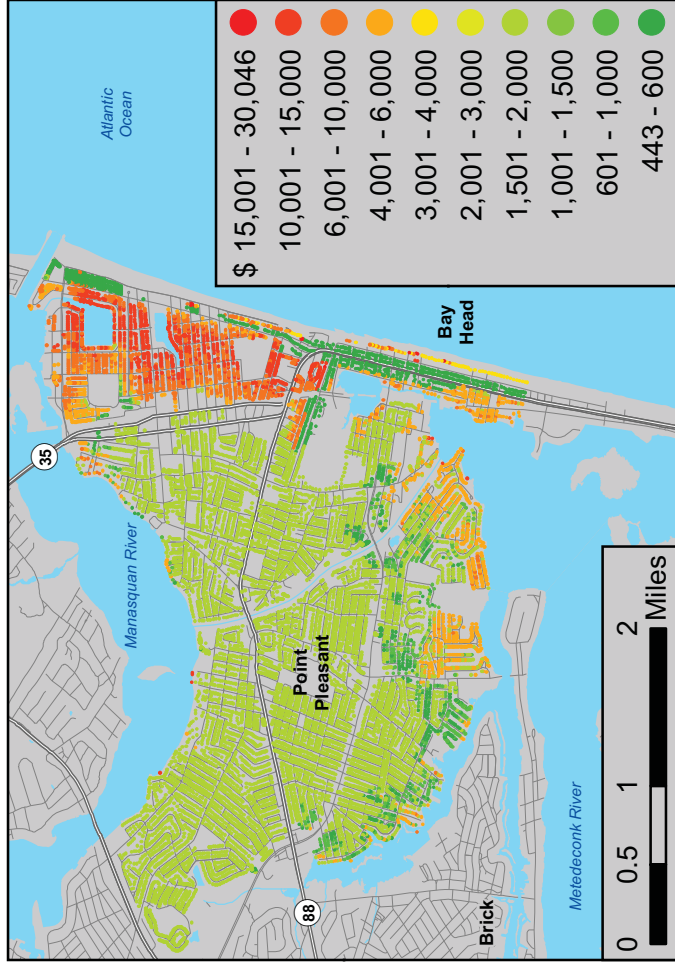 35
Atlantic
Ocean
Manasquan River
Point
Pleasant
Bay
Head
88
Brick
Metedeconk River
0 0.5 1 2
Miles
$ 15,001 - 30,046
10,001 - 15,000
6,001 - 10,000
4,001 - 6,000
3,001 - 4,000
2,001 - 3,000
1,501 - 2,000
1,001 - 1,500
601 - 1,000
443 - 600